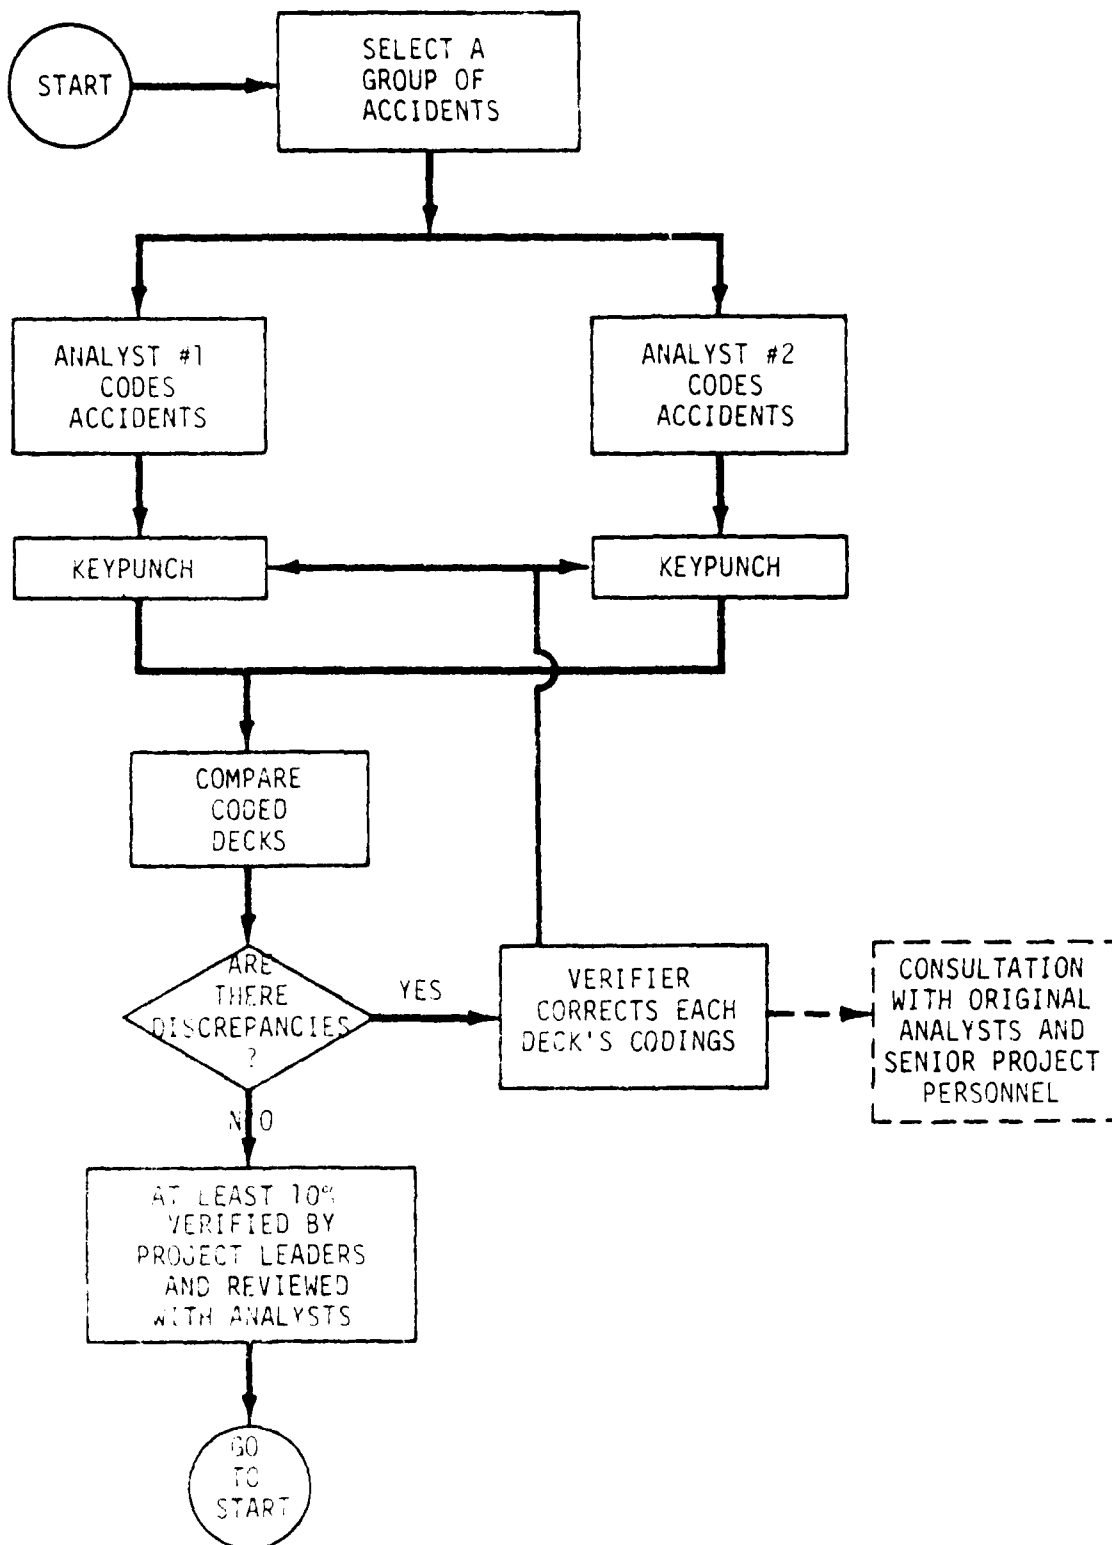 START
SELECT A
GROUP OF
ACCIDENTS
ANALYST #1
CODES
ACCIDENTS
ANALYST #2
CODES
ACCIDENTS
KEYPUNCH
KEYPUNCH
COMPARE
CODED
DECKS
ARE
THERE
DISCREPANCIES
?
YES
VERIFIER
CORRECTS EACH
DECK'S CODINGS
CONSULTATION
WITH ORIGINAL
ANALYSTS AND
SENIOR PROJECT
PERSONNEL
NO
AT LEAST 10%
VERIFIED BY
PROJECT LEADERS
AND REVIEWED
WITH ANALYSTS
GO
TO
START